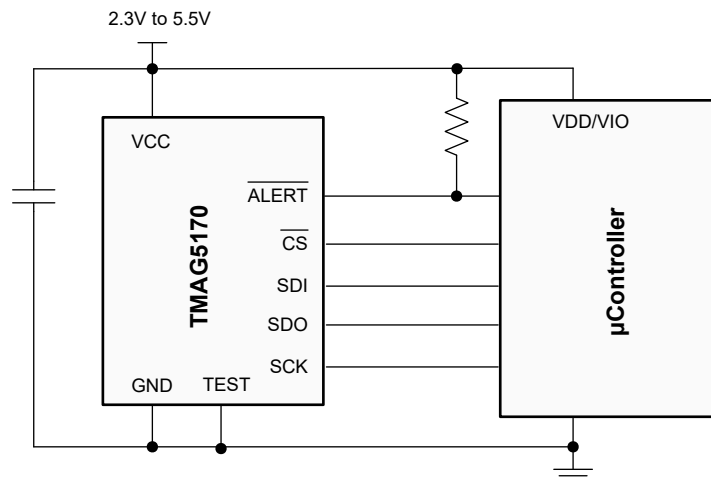 2.3V to 5.5V
VCC
ALERT
CS
SDI
SDO
SCK
GND TEST
TMAG5170
VDD/VIO
µController